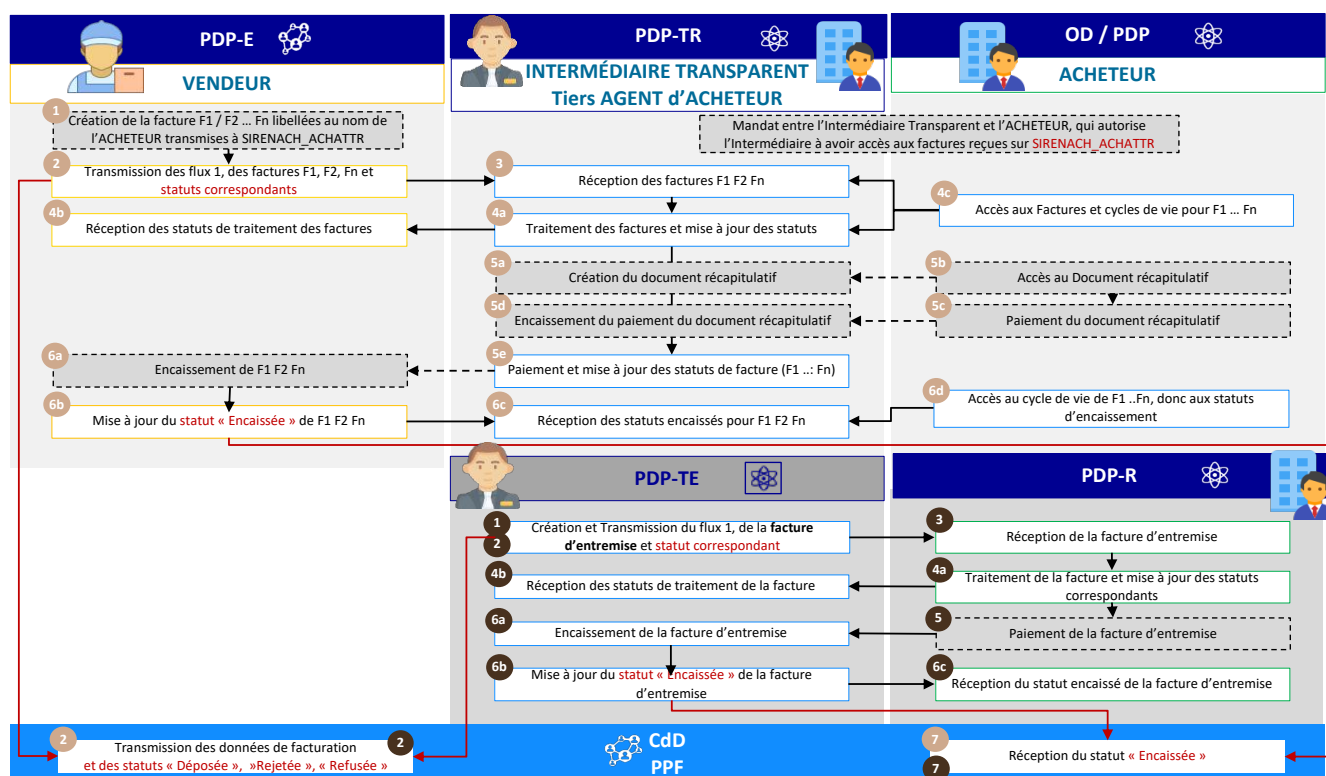 PDP-E
VENDEUR
PDP-TR
INTERMÉDIAIRE TRANSPARENT
Tiers AGENT d’ACHETEUR
OD / PDP
ACHETEUR
1
Création de la facture F1 / F2 ... Fn libellées au nom de
l’ACHETEUR transmises à SIRENACH_ACHATTR
Mandat entre l’Intermédiaire Transparent et l’ACHETEUR, qui autorise
l’Intermédiaire à avoir accès aux factures reçues sur SIRENACH_ACHATTR
2
Transmission des flux 1, des factures F1, F2, Fn et
statuts correspondants
3
Réception des factures F1 F2 Fn
4c
Accès aux Factures et cycles de vie pour F1 ... Fn
4b
Réception des statuts de traitement des factures
4a
Traitement des factures et mise à jour des statuts
5a
Création du document récapitulatif
5b
Accès au Document récapitulatif
5d
Encaissement du paiement du document récapitulatif
5c
Paiement du document récapitulatif
6a
Encaissement de F1 F2 Fn
5e
Paiement et mise à jour des statuts de facture (F1 ..: Fn)
6b
Mise à jour du statut « Encaissée » de F1 F2 Fn
6c
Réception des statuts encaissés pour F1 F2 Fn
6d
Accès au cycle de vie de F1 ..Fn, donc aux statuts
d’encaissement
PDP-TE
PDP-R
1
2
Création et Transmission du flux 1, de la facture
d’entremise et statut correspondant
3
Réception de la facture d’entremise
4b
Réception des statuts de traitement de la facture
4a
Traitement de la facture et mise à jour des statuts
correspondants
6a
Encaissement de la facture d’entremise
5
Paiement de la facture d’entremise
6b
Mise à jour du statut « Encaissée » de la facture
d’entremise
6c
Réception du statut encaissé de la facture d’entremise
2
Transmission des données de facturation
et des statuts « Déposée », »Rejetée », « Refusée »
2
CdD
PPF
7
7
Réception du statut « Encaissée »